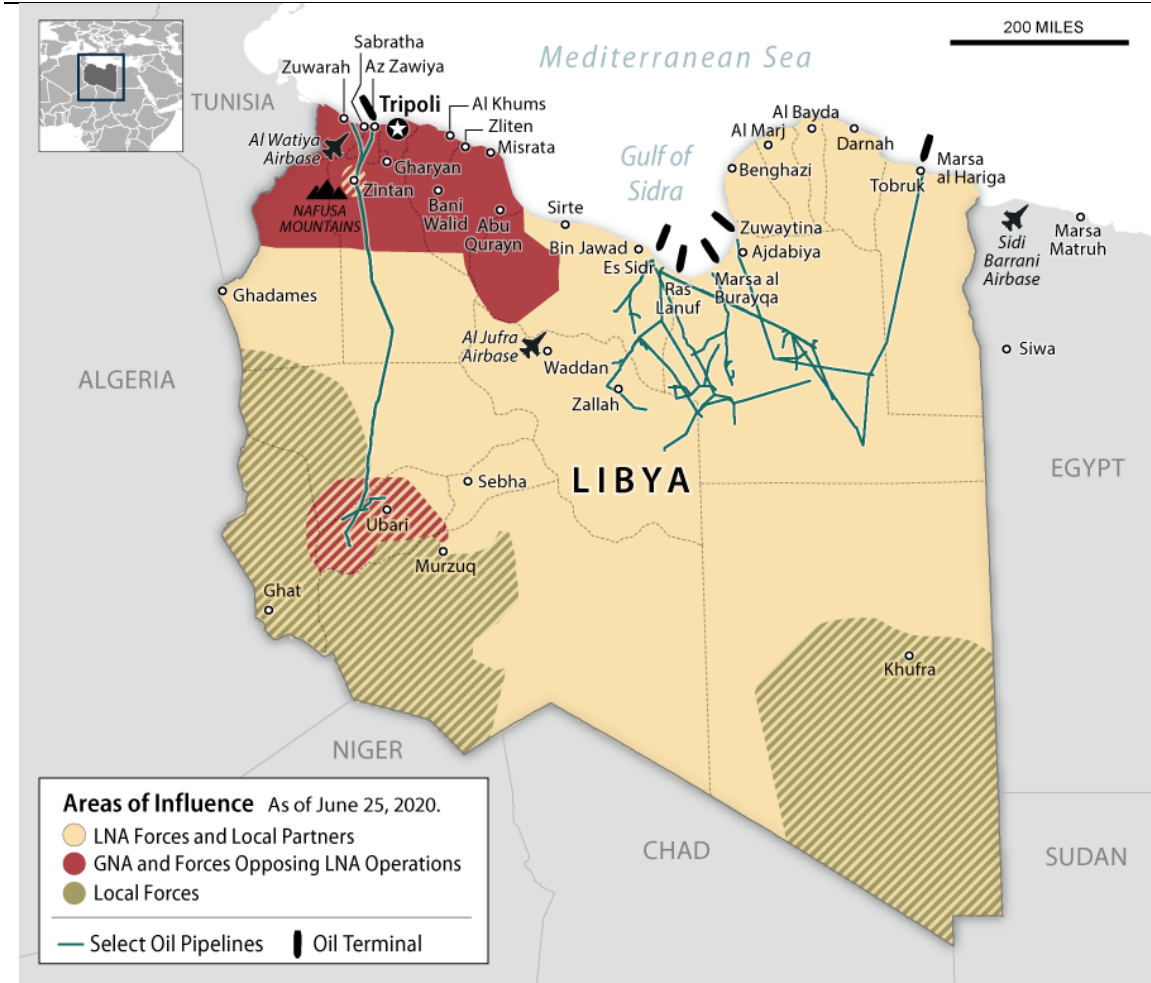 200 MILES
Mediterranean Sea
Sabratha
Zuwarah
Az Zawiya
TUNISIA
Tripoli
Al Khums
Zliten
Misrata
Al Watiya
Airbase
Gharyan
Zintan
NAFUSA
MOUNTAINS
Bani
Walid
Abu
Qurayn
Gulf of
Sidra
Al Bayda
Al Marj
Darnah
Benghazi
Marsa
al Hariga
Tobruk
Sirte
Bin Jawad
Es Sidr
Zuwaytina
Ajdabiya
Ras
Lanuf
Marsa al
Burayqa
Sidi
Barrani
Airbase
Marsa
Matruh
Ghadames
Al Jufra
Airbase
Waddan
Zallah
Siwa
ALGERIA
LIBYA
EGYPT
Sebha
Ubari
Murzuq
Ghat
Khufra
NIGER
CHAD
SUDAN
Areas of Influence As of June 25, 2020.
LNA Forces and Local Partners
GNA and Forces Opposing LNA Operations
Local Forces
Select Oil Pipelines
Oil Terminal